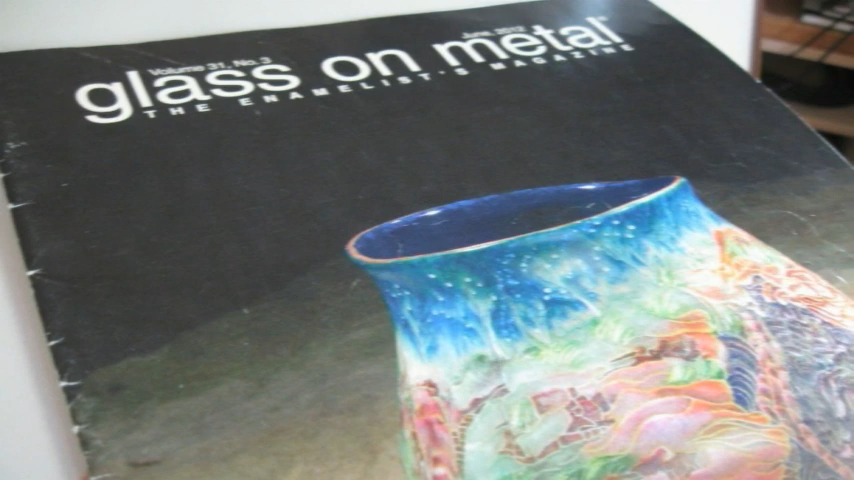 Volume 31, No. 3
June, 2012
glass on metal
THE ENAMELIST'S MAGAZINE